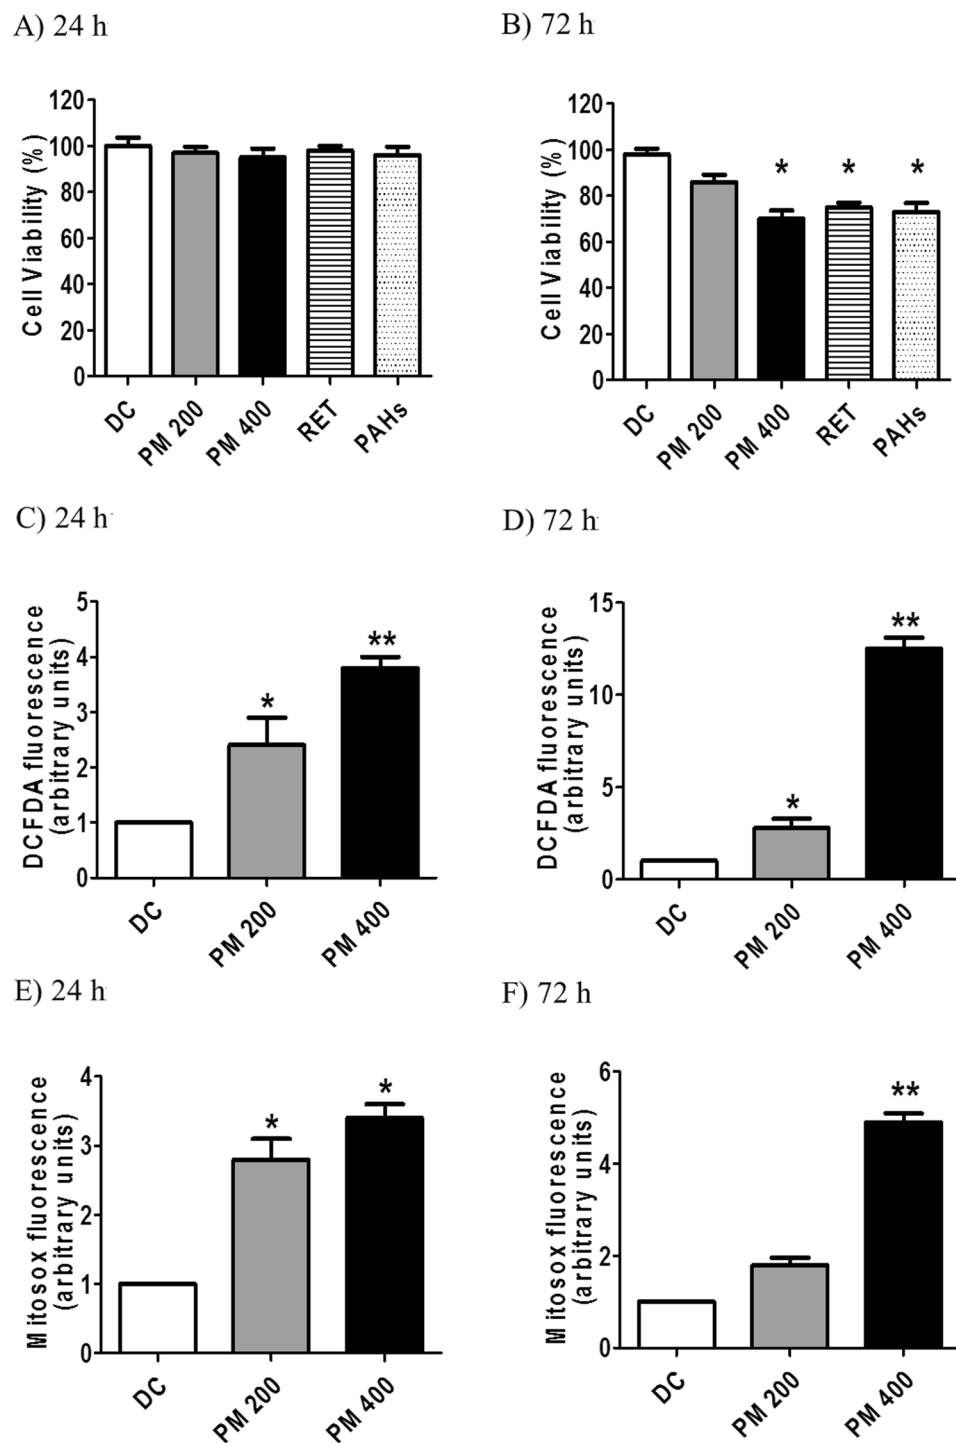 A) 24 h
B) 72 h
Cell Viability (%)
120
100
80
60
40
20
0
DC
PM 200
PM 400
RET
PAHs
Cell Viability (%)
120
100
80
60
40
20
0
*
*
*
DC
PM 200
PM 400
RET
PAHs
C) 24 h
D) 72 h
DCFDA fluorescence
(arbitrary units)
5
4
3
2
1
0
*
**
DC
PM 200
PM 400
DCFDA fluorescence
(arbitrary units)
15
10
5
0
*
**
DC
PM 200
PM 400
E) 24 h
F) 72 h
Mitosox fluorescence
(arbitrary units)
4
3
2
1
0
*
*
DC
PM 200
PM 400
Mitosox fluorescence
(arbitrary units)
6
4
2
0
**
DC
PM 200
PM 400